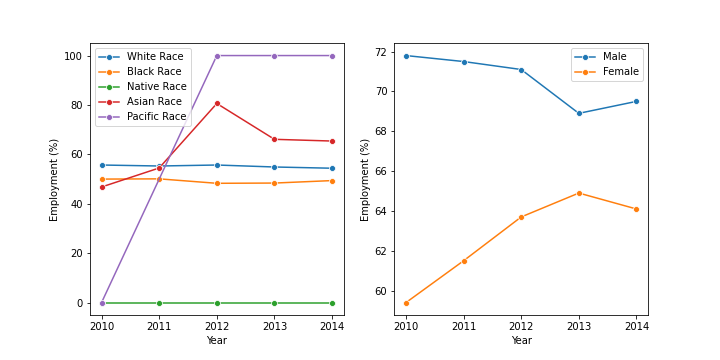 White Race
Black Race
Native Race
Asian Race
Pacific Race
100
80
60
40
20
0
Employment (%)
2010 2011 2012 2013 2014
Year
Male
Female
72
70
68
66
64
62
60
Employment (%)
2010 2011 2012 2013 2014
Year